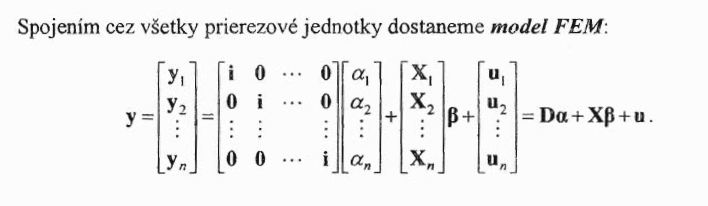 Spojením cez všetky prierezové jednotky dostaneme model FEM:
y = [y₁ y₂ ⋮ yₙ] = [i 0 ⋯ 0; 0 i ⋯ 0; ⋮ ⋮ ⋮; 0 0 ⋯ i] [α₁ α₂ ⋮ αₙ] + [X₁ X₂ ⋮ Xₙ] β + [u₁ u₂ ⋮ uₙ] = Dα + Xβ + u .